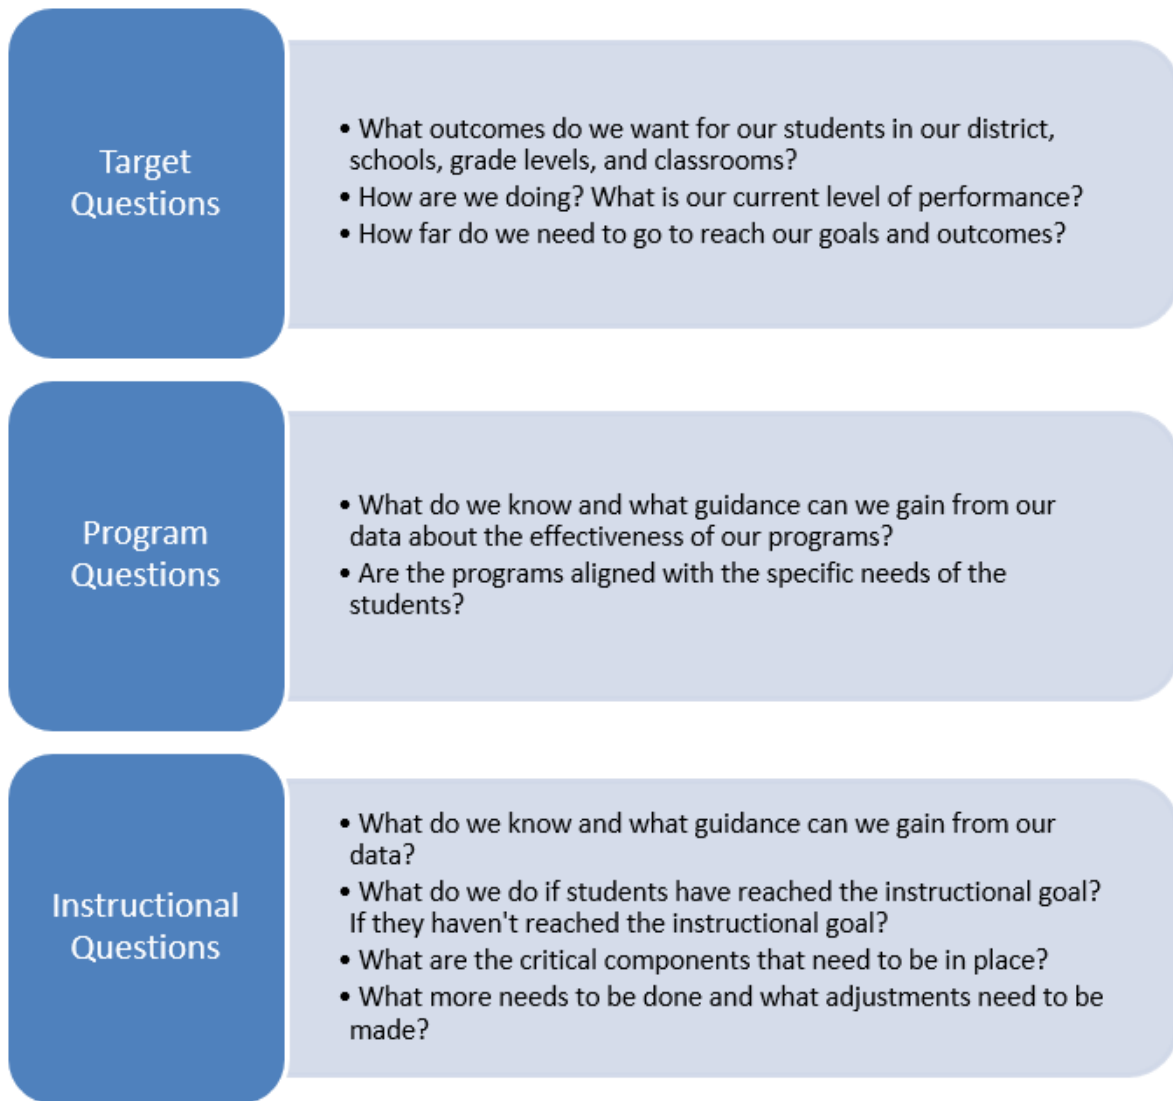 Target
Questions
• What outcomes do we want for our students in our district,
schools, grade levels, and classrooms?
• How are we doing? What is our current level of performance?
• How far do we need to go to reach our goals and outcomes?
Program
Questions
• What do we know and what guidance can we gain from our
data about the effectiveness of our programs?
• Are the programs aligned with the specific needs of the
students?
Instructional
Questions
• What do we know and what guidance can we gain from our
data?
• What do we do if students have reached the instructional goal?
If they haven't reached the instructional goal?
• What are the critical components that need to be in place?
• What more needs to be done and what adjustments need to be
made?